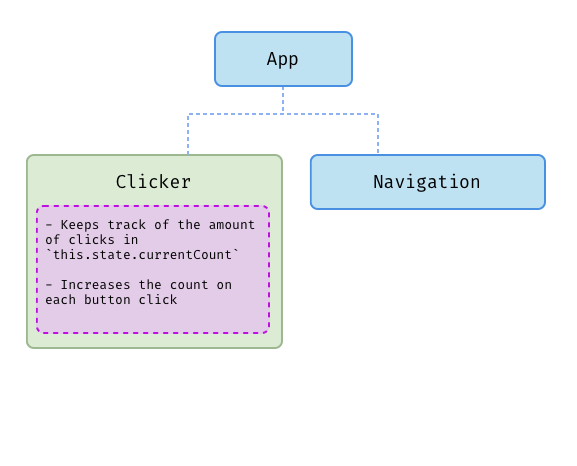 App
Clicker
Navigation
- Keeps track of the amount
of clicks in
`this.state.currentCount`
- Increases the count on
each button click